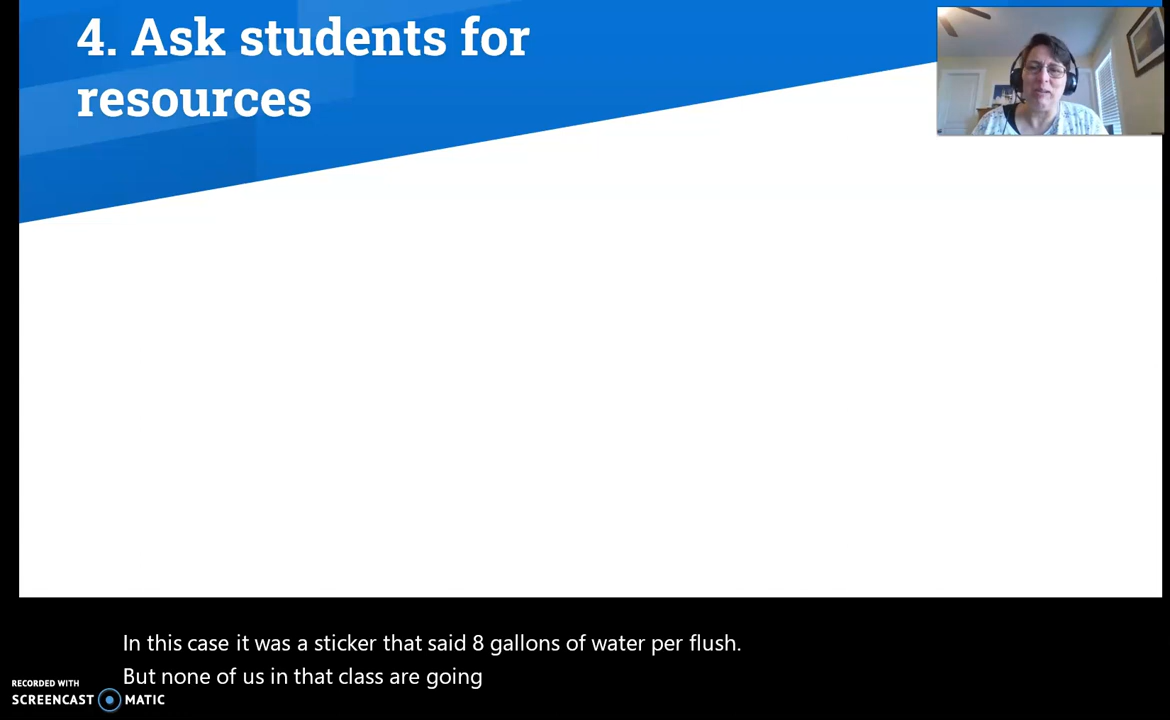 4. Ask students for
resources
In this case it was a sticker that said 8 gallons of water per flush.
But none of us in that class are going
RECORDED WITH
SCREENCAST MATIC